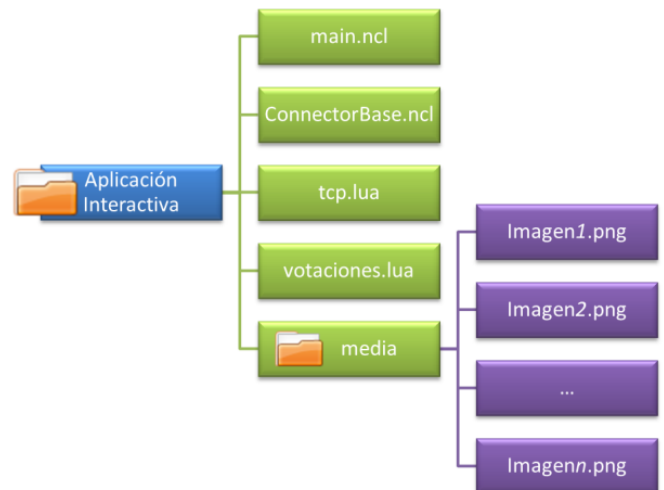 main.ncl
ConnectorBase.ncl
Aplicación
Interactiva
tcp.lua
votaciones.lua
media
Imagen1.png
Imagen2.png
...
Imagenn.png